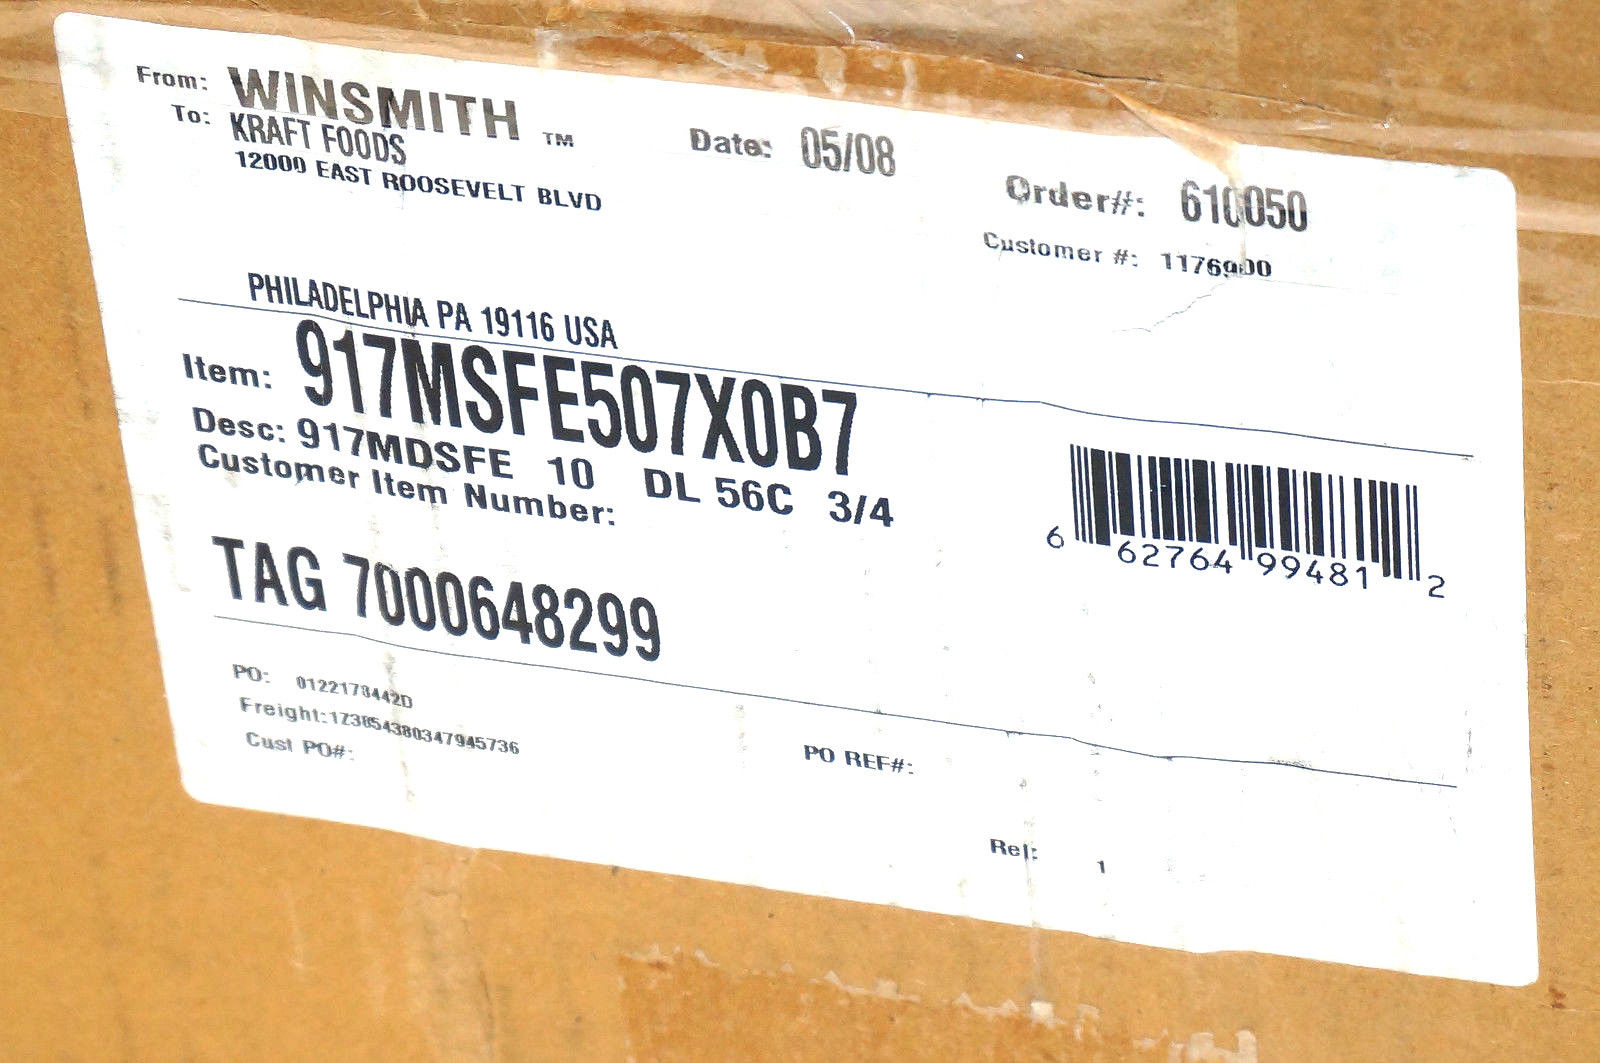 From: WINSMITH ™
To: KRAFT FOODS
12000 EAST ROOSEVELT BLVD
Date: 05/08
Order#: 610050
Customer #: 1176900
PHILADELPHIA PA 19116 USA
Item: 917MSFE507X0B7
Desc: 917MDSFE 10 DL 56C 3/4
Customer Item Number:
6 62764 99481 2
TAG 7000648299
PO: 0122178442D
Freight:1Z3854380347945736
Cust PO#:
PO REF#:
Rel: 1